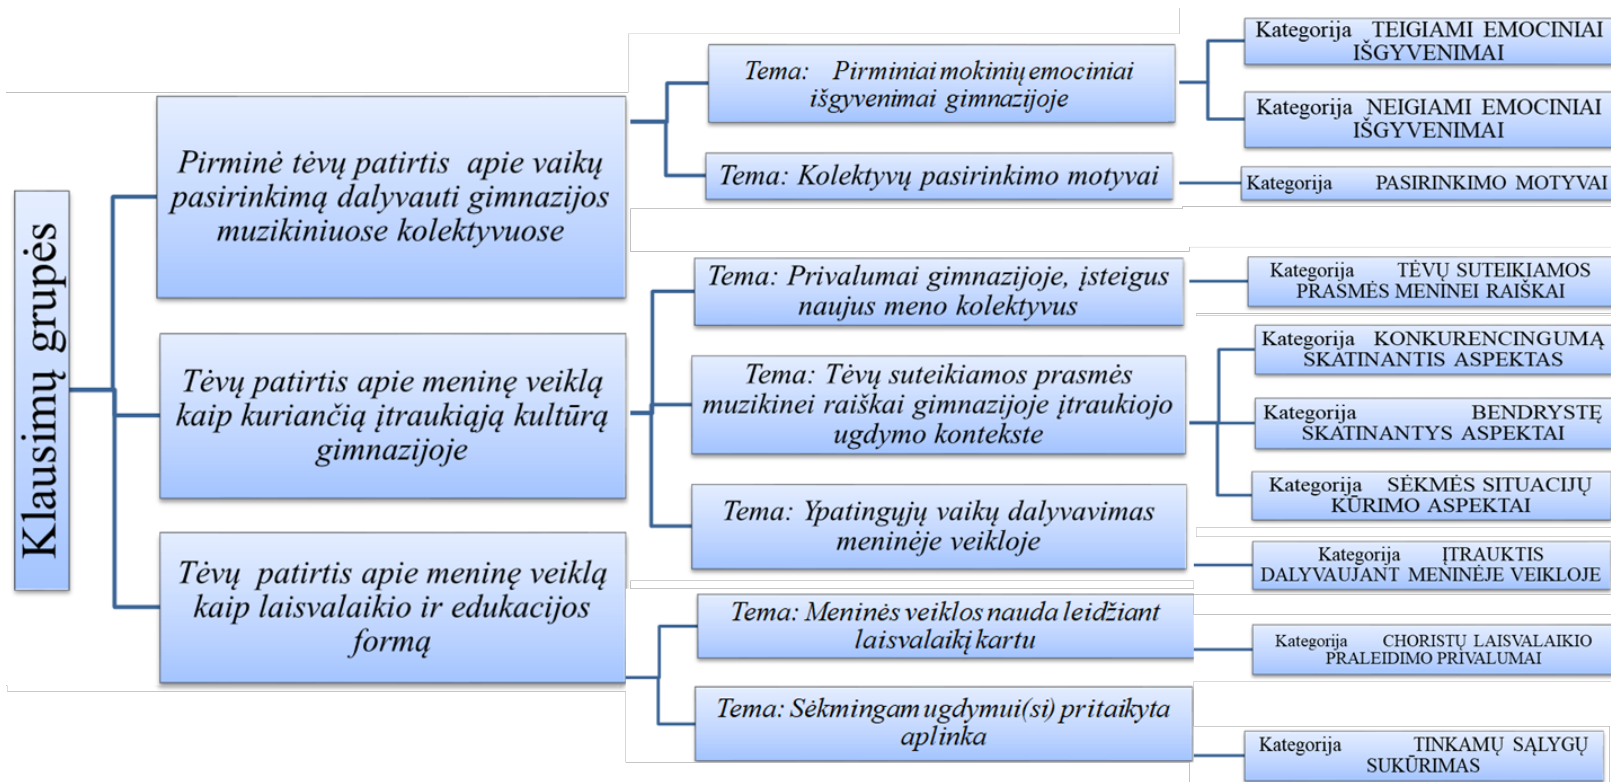 Klausimų grupės
Pirminė tėvų patirtis apie vaikų
pasirinkimą dalyvauti gimnazijos
muzikiniuose kolektyvuose
Tema: Pirminiai mokinių emociniai
išgyvenimai gimnazijoje
Kategorija TEIGIAMI EMOCINIAI
IŠGYVENIMAI
Kategorija NEIGIAMI EMOCINIAI
IŠGYVENIMAI
Tema: Kolektyvų pasirinkimo motyvai
Kategorija PASIRINKIMO MOTYVAI
Tėvų patirtis apie meninę veiklą
kaip kuriančią įtraukiąją kultūrą
gimnazijoje
Tema: Privalumai gimnazijoje, įsteigus
naujus meno kolektyvus
Kategorija TĖVŲ SUTEIKIAMOS
PRASMĖS MENINEI RAIŠKAI
Tema: Tėvų suteikiamos prasmės
muzikinei raiškai gimnazijoje įtraukiojo
ugdymo kontekste
Kategorija KONKURENCINGUMĄ
SKATINANTIS ASPEKTAS
Kategorija BENDRYSTĘ
SKATINANTYS ASPEKTAI
Kategorija SĖKMĖS SITUACIJŲ
KŪRIMO ASPEKTAI
Tema: Ypatingųjų vaikų dalyvavimas
meninėje veikloje
Kategorija ĮTRAUKTIS
DALYVAUJANT MENINĖJE VEIKLOJE
Tėvų patirtis apie meninę veiklą
kaip laisvalaikio ir edukacijos
formą
Tema: Meninės veiklos nauda leidžiant
laisvalaikį kartu
Kategorija CHORISTŲ LAISVALAIKIO
PRALEIDIMO PRIVALUMAI
Tema: Sėkmingam ugdymui(si) pritaikyta
aplinka
Kategorija TINKAMŲ SĄLYGŲ
SUKŪRIMAS